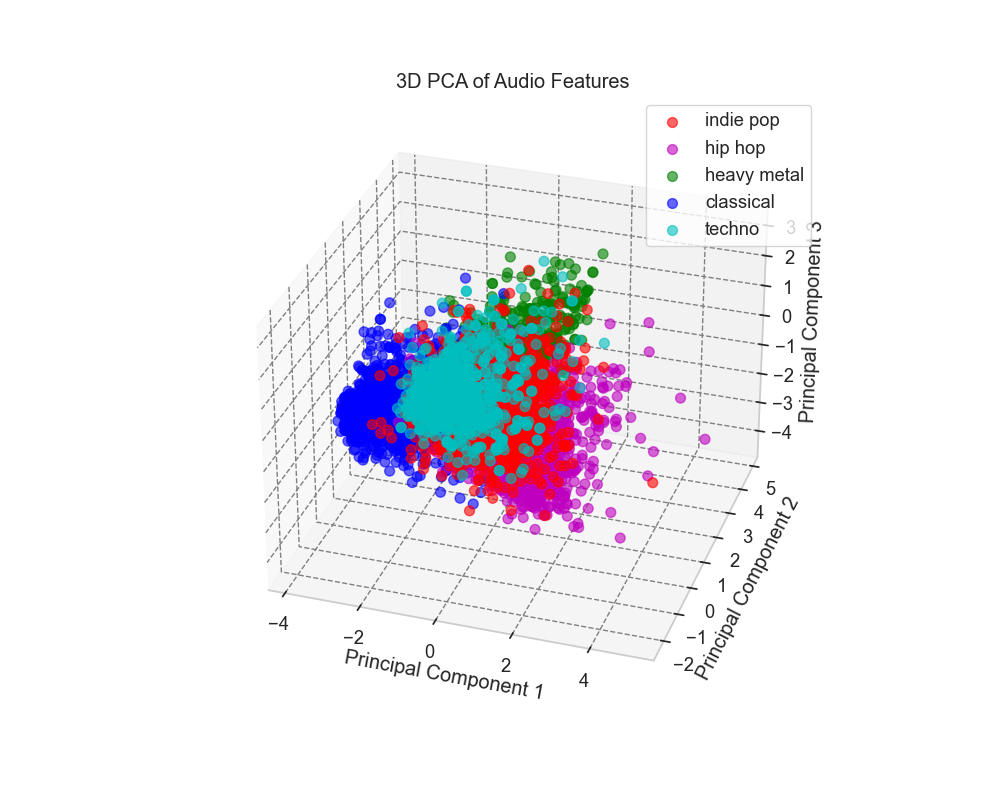 3D PCA of Audio Features
indie pop
hip hop
heavy metal
classical
techno
3
2
1
0
−1
−2
−3
−4
Principal Component 3
5
4
3
2
1
0
−1
−2
Principal Component 2
−4
−2
0
2
4
Principal Component 1